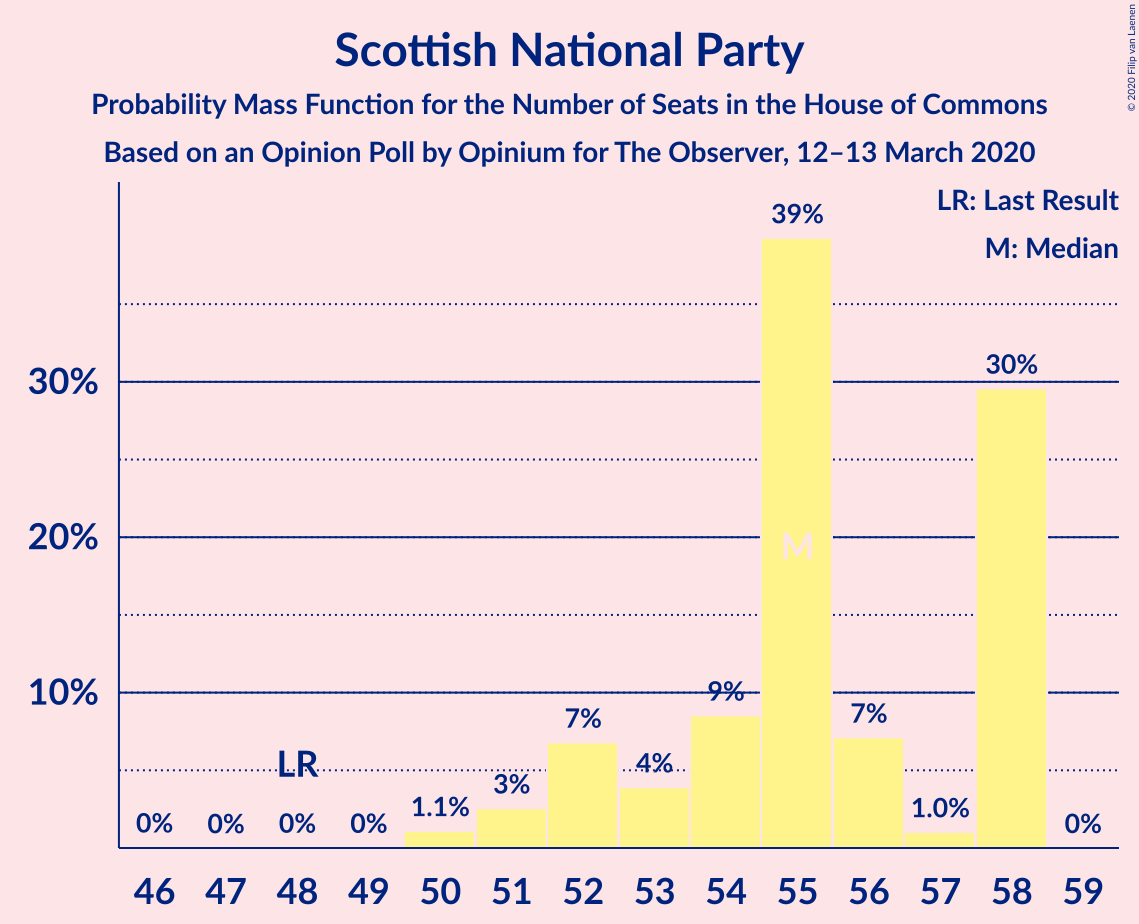 Scottish National Party
Probability Mass Function for the Number of Seats in the House of Commons
Based on an Opinion Poll by Opinium for The Observer, 12–13 March 2020
© 2020 Filip van Laenen
LR: Last Result
M: Median
39%
30%
30%
20%
M
10%
9%
7%
7%
LR
4%
3%
1.1%
1.0%
0% 0% 0% 0% 0%
46 47 48 49 50 51 52 53 54 55 56 57 58 59